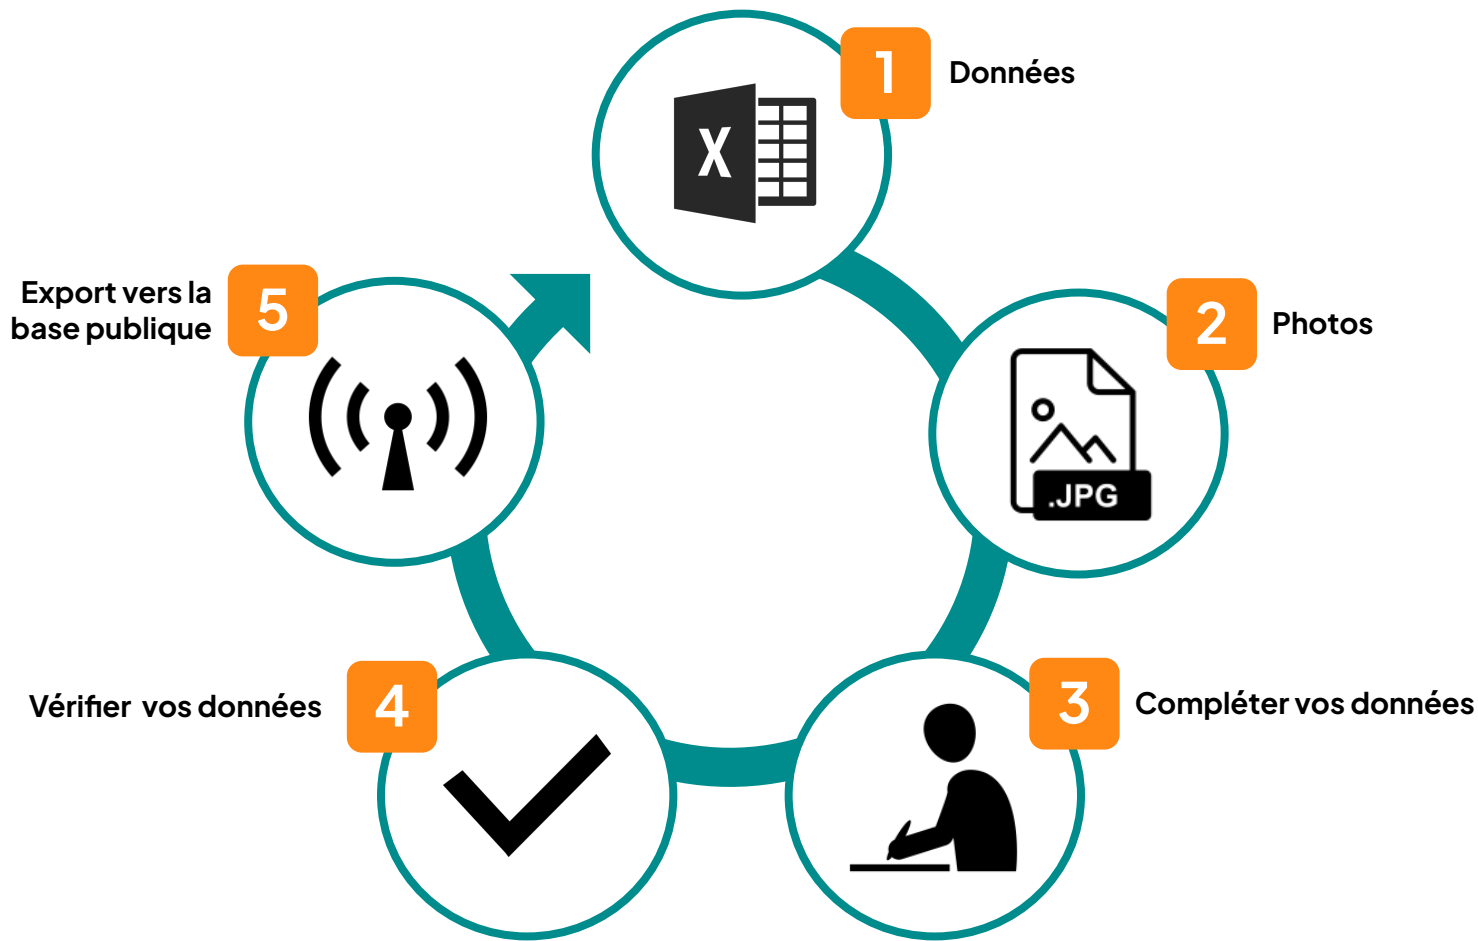 1
Données
X
2
Photos
.JPG
3
Compléter vos données
4
Vérifier vos données
5
Export vers la
base publique